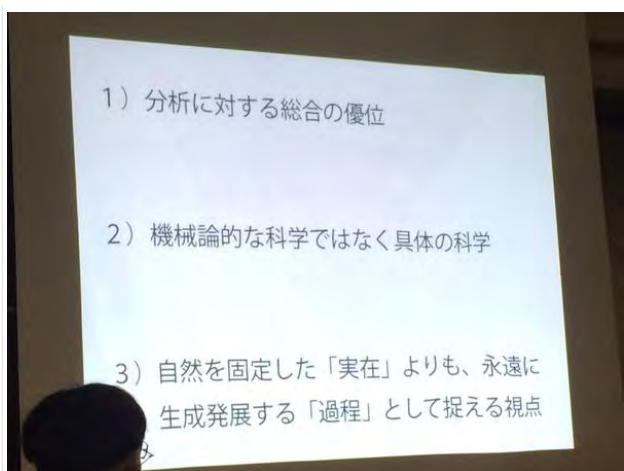 1）分析に対する総合の優位
2）機械論的な科学ではなく具体の科学
3）自然を固定した「実在」よりも、永遠に
生成発展する「過程」として捉える視点